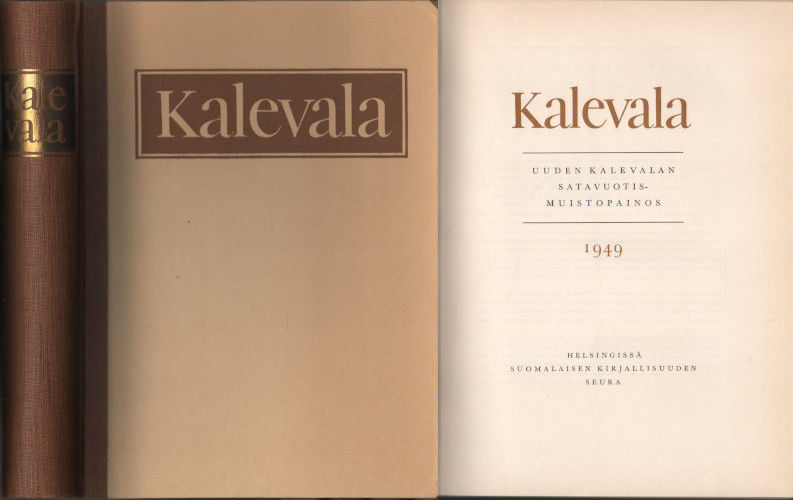 Kale
vala
Kalevala
Kalevala
UUDEN KALEVALAN
SATAVUOTIS-
MUISTOPAINOS
1949
HELSINGISSÄ
SUOMALAISEN KIRJALLISUUDEN
SEURA